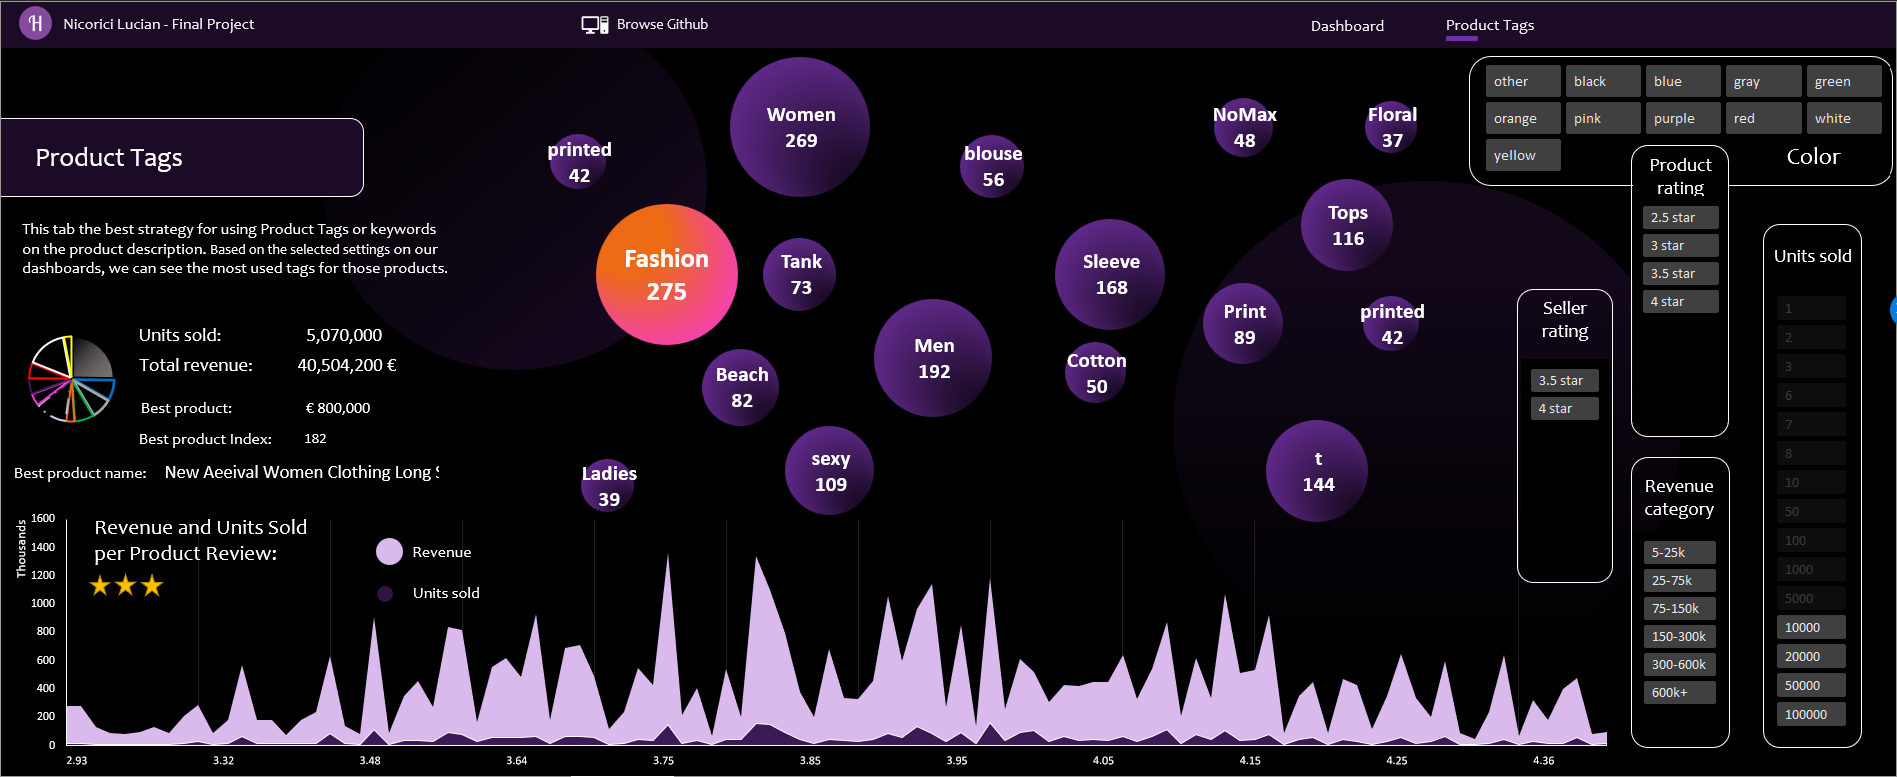 Nicorici Lucian - Final Project
Browse Github
Dashboard
Product Tags
Product Tags
This tab the best strategy for using Product Tags or keywords
on the product description. Based on the selected settings on our
dashboards, we can see the most used tags for those products.
Units sold: 5,070,000
Total revenue: 40,504,200 €
Best product: € 800,000
Best product Index: 182
Best product name: New Aeeival Women Clothing Long
printed
42
Women
269
blouse
56
NoMax
48
Floral
37
Fashion
275
Tank
73
Sleeve
168
Tops
116
Print
89
printed
42
Beach
82
Men
192
Cotton
50
Ladies
39
sexy
109
t
144
other black blue gray green
orange pink purple red white
yellow
Color
Product
rating
2.5 star
3 star
3.5 star
4 star
Seller
rating
3.5 star
4 star
Revenue
category
5-25k
25-75k
75-150k
150-300k
300-600k
600k+
Units sold
1
2
3
6
7
8
10
50
100
1000
5000
10000
20000
50000
100000
Revenue and Units Sold
per Product Review:
Revenue
Units sold
Thousands
1600
1400
1200
1000
800
600
400
200
0
2.93 3.32 3.48 3.64 3.75 3.85 3.95 4.05 4.15 4.25 4.36